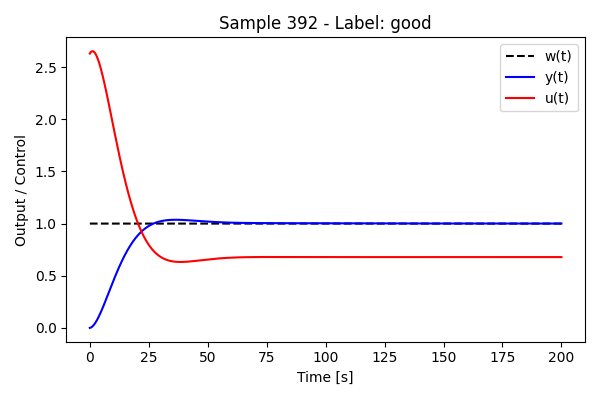 Sample 392 - Label: good
w(t)
y(t)
u(t)
Output / Control
2.5
2.0
1.5
1.0
0.5
0.0
0 25 50 75 100 125 150 175 200
Time [s]